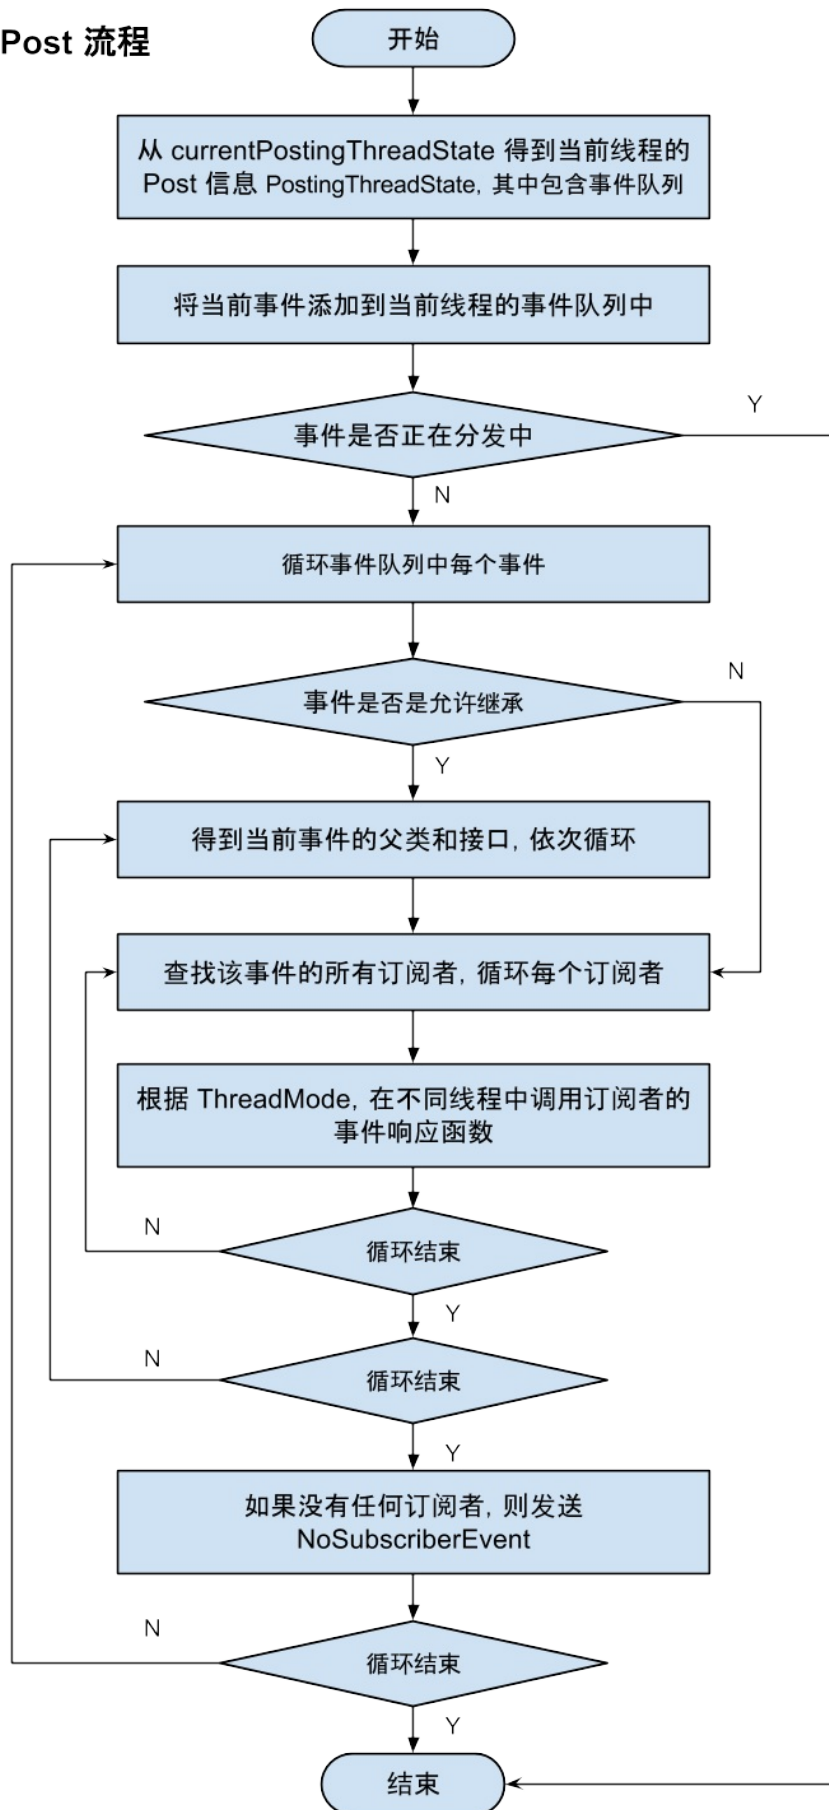 Post 流程
开始
从 currentPostingThreadState 得到当前线程的
Post 信息 PostingThreadState, 其中包含事件队列
将当前事件添加到当前线程的事件队列中
事件是否正在分发中
Y
N
循环事件队列中每个事件
事件是否是允许继承
N
Y
得到当前事件的父类和接口, 依次循环
查找该事件的所有订阅者, 循环每个订阅者
根据 ThreadMode, 在不同线程中调用订阅者的
事件响应函数
循环结束
N
Y
循环结束
N
Y
如果没有任何订阅者, 则发送
NoSubscriberEvent
循环结束
N
Y
结束